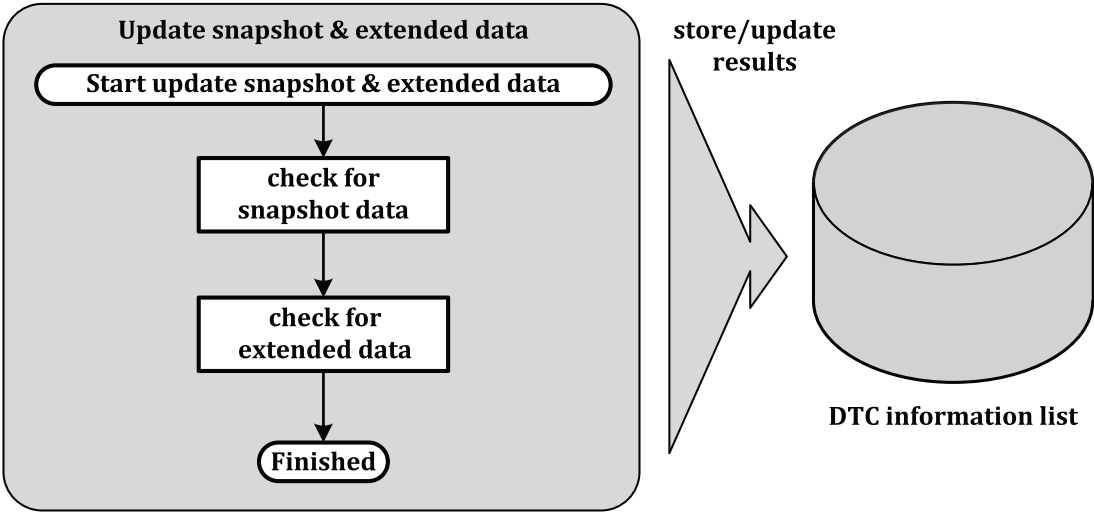 Update snapshot & extended data
Start update snapshot & extended data
check for
snapshot data
check for
extended data
Finished
store/update
results
DTC information list